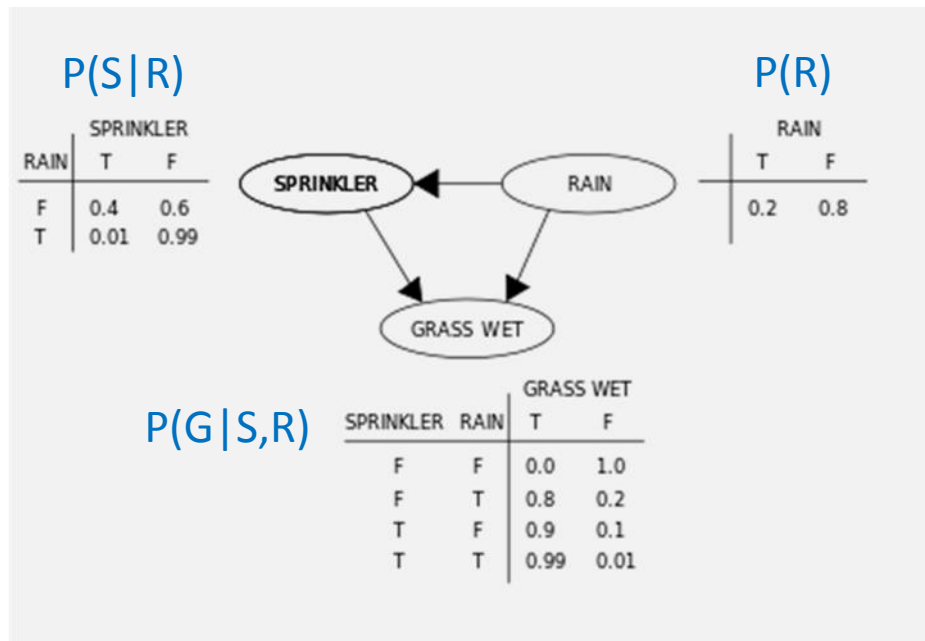 P(S|R)
P(R)
SPRINKLER
RAIN T F
F 0.4 0.6
T 0.01 0.99
SPRINKLER
RAIN
RAIN
T F
0.2 0.8
GRASS WET
P(G|S,R)
GRASS WET
SPRINKLER RAIN T F
F F 0.0 1.0
F T 0.8 0.2
T F 0.9 0.1
T T 0.99 0.01